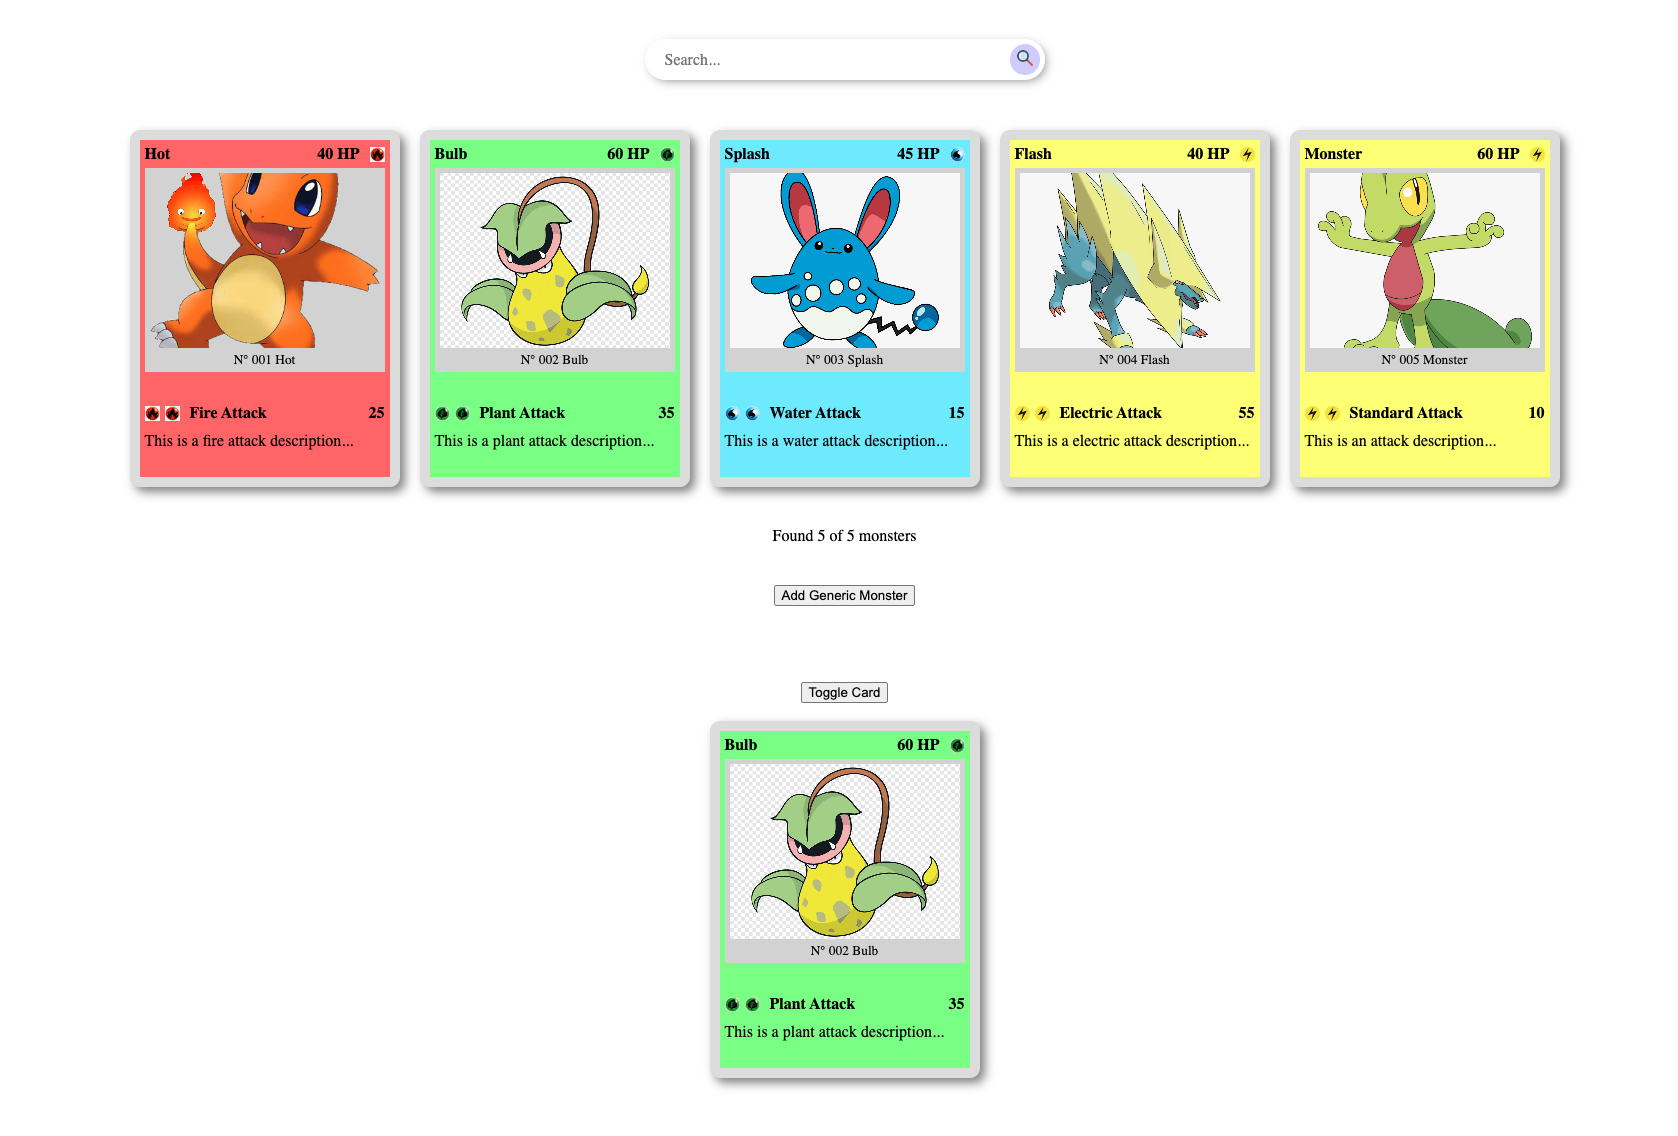 Search...
Hot 40 HP
N° 001 Hot
Fire Attack 25
This is a fire attack description...
Bulb 60 HP
N° 002 Bulb
Plant Attack 35
This is a plant attack description...
Splash 45 HP
N° 003 Splash
Water Attack 15
This is a water attack description...
Flash 40 HP
N° 004 Flash
Electric Attack 55
This is a electric attack description...
Monster 60 HP
N° 005 Monster
Standard Attack 10
This is an attack description...
Found 5 of 5 monsters
Add Generic Monster
Toggle Card
Bulb 60 HP
N° 002 Bulb
Plant Attack 35
This is a plant attack description...